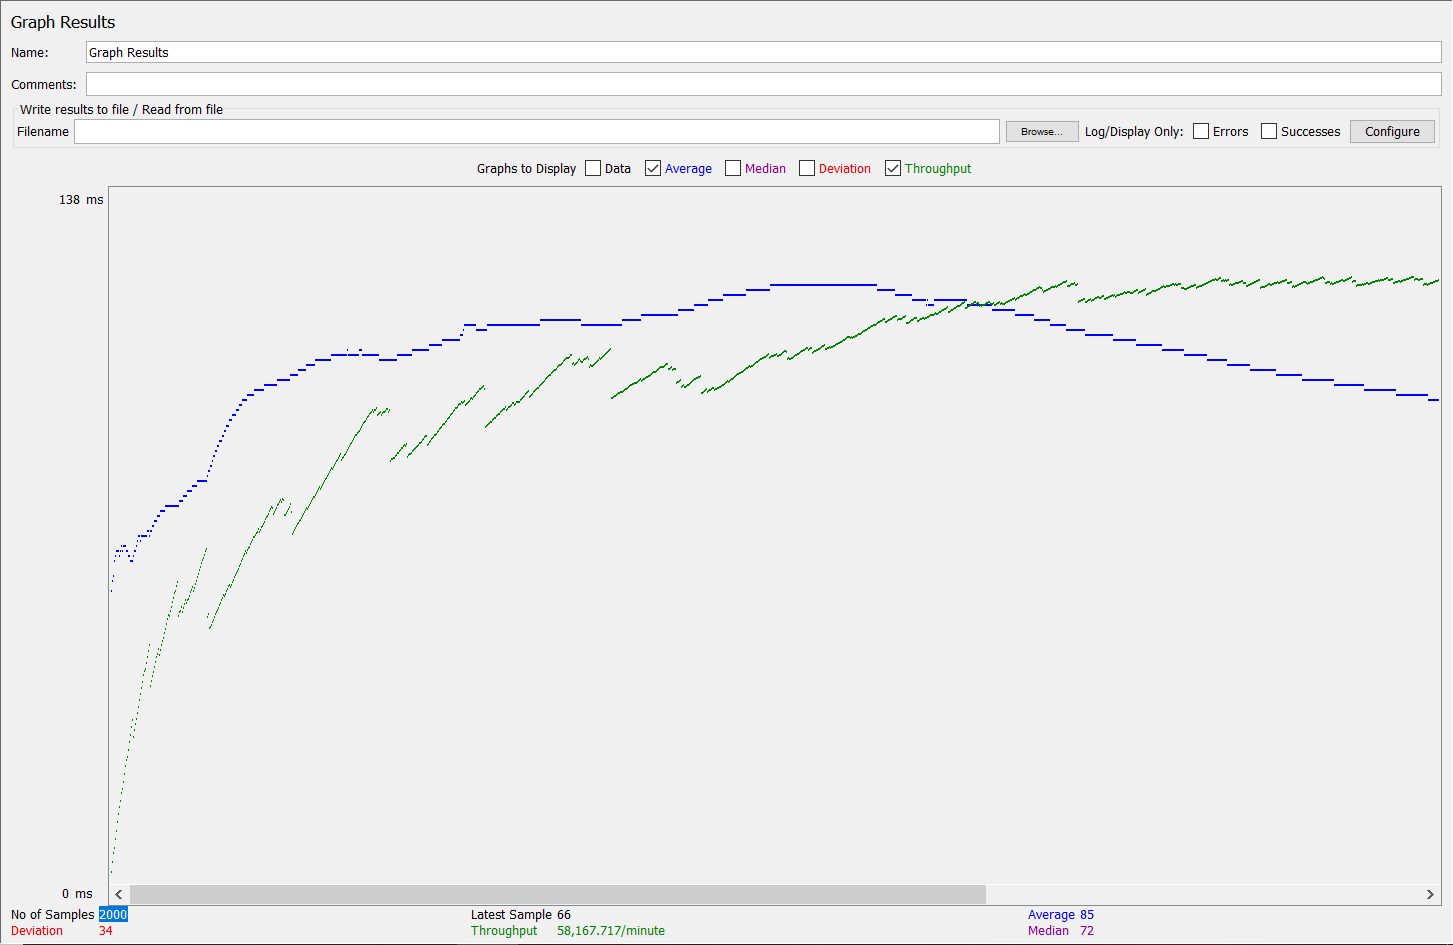 Graph Results
Name: Graph Results
Comments:
Write results to file / Read from file
Filename Browse... Log/Display Only: Errors Successes Configure
Graphs to Display Data Average Median Deviation Throughput
138 ms
0 ms
No of Samples 2000 Latest Sample 66 Average 85
Deviation 34 Throughput 58,167.717/minute Median 72